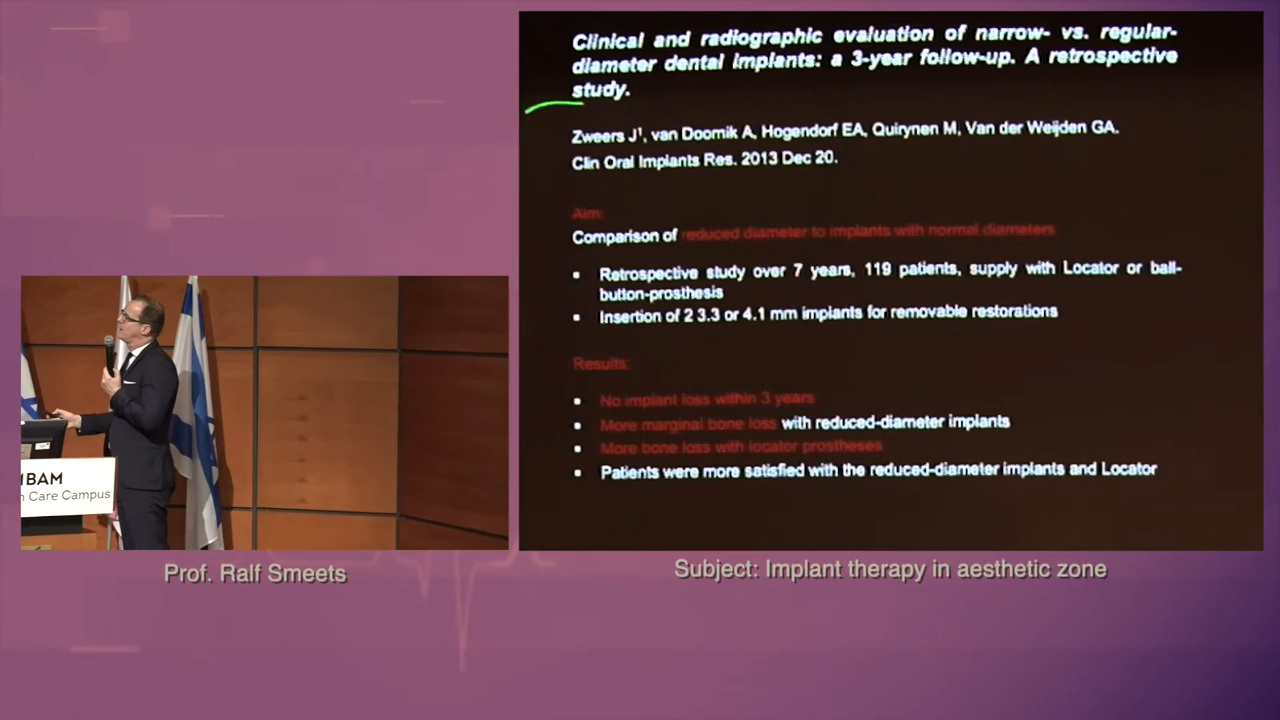 Clinical and radiographic evaluation of narrow- vs. regular-
diameter dental implants: a 3-year follow-up. A retrospective
study.
Zweers J¹, van Doornik A, Hogendorf EA, Quirynen M, Van der Weijden GA.
Clin Oral Implants Res. 2013 Dec 20.
Aim:
Comparison of reduced diameter to implants with normal diameters
Retrospective study over 7 years, 119 patients, supply with Locator or ball-
button-prosthesis
Insertion of 2 3.3 or 4.1 mm implants for removable restorations
Results:
No implant loss within 3 years
More marginal bone loss with reduced-diameter implants
More bone loss with locator prostheses
Patients were more satisfied with the reduced-diameter implants and Locator
BAM
Care Campus
Prof. Ralf Smeets
Subject: Implant therapy in aesthetic zone